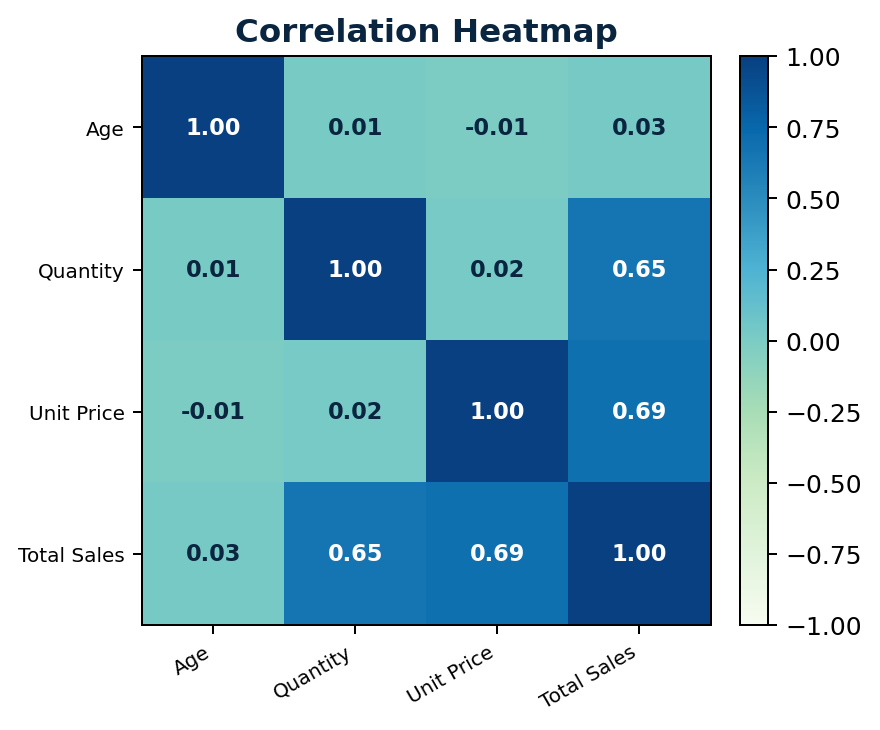 Correlation Heatmap
Age 1.00 0.01 -0.01 0.03
Quantity 0.01 1.00 0.02 0.65
Unit Price -0.01 0.02 1.00 0.69
Total Sales 0.03 0.65 0.69 1.00
Age Quantity Unit Price Total Sales
1.00
0.75
0.50
0.25
0.00
−0.25
−0.50
−0.75
−1.00